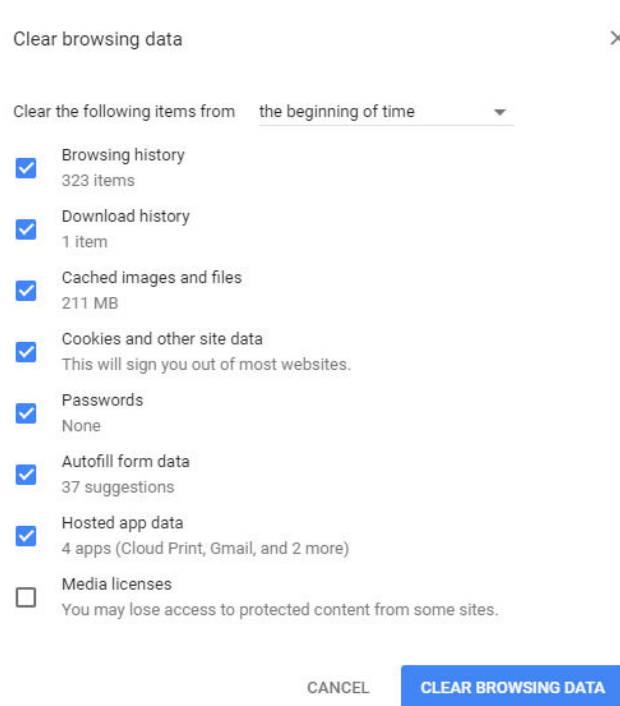 Clear browsing data
Clear the following items from the beginning of time
Browsing history
323 items
Download history
1 item
Cached images and files
211 MB
Cookies and other site data
This will sign you out of most websites.
Passwords
None
Autofill form data
37 suggestions
Hosted app data
4 apps (Cloud Print, Gmail, and 2 more)
Media licenses
You may lose access to protected content from some sites.
CANCEL CLEAR BROWSING DATA